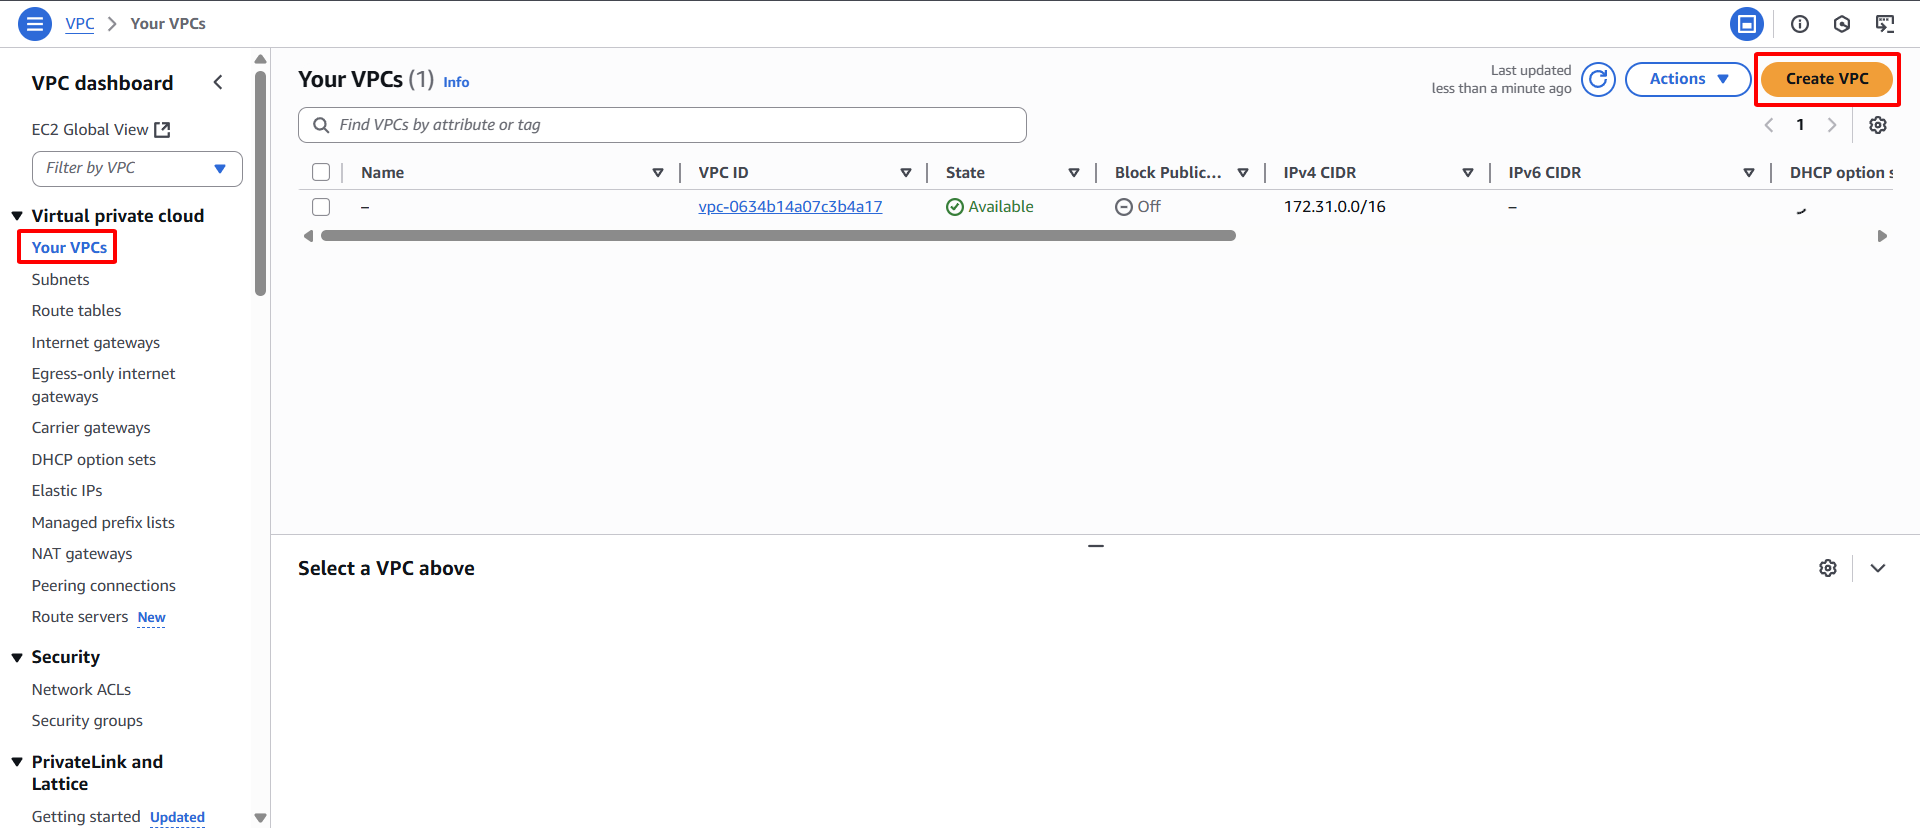 VPC > Your VPCs
VPC dashboard
EC2 Global View
Filter by VPC
Virtual private cloud
Your VPCs
Subnets
Route tables
Internet gateways
Egress-only internet
gateways
Carrier gateways
DHCP option sets
Elastic IPs
Managed prefix lists
NAT gateways
Peering connections
Route servers New
Security
Network ACLs
Security groups
PrivateLink and
Lattice
Getting started Updated
Your VPCs (1) Info
Last updated
less than a minute ago
Actions
Create VPC
Find VPCs by attribute or tag
1
Name VPC ID State Block Public... IPv4 CIDR IPv6 CIDR DHCP option s
– vpc-0634b14a07c3b4a17 Available Off 172.31.0.0/16 –
Select a VPC above